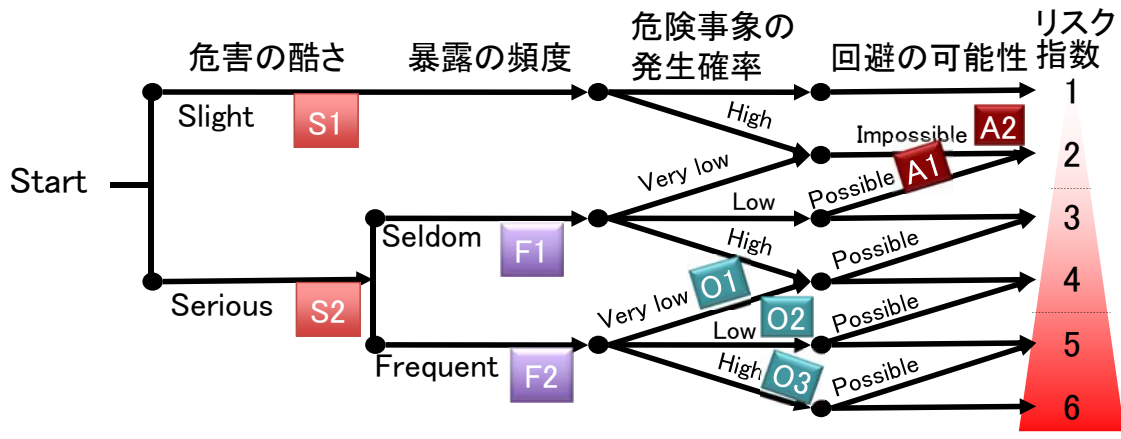 危害の酷さ
暴露の頻度
危険事象の
発生確率
回避の可能性
リスク
指数
Start
Slight
S1
High
Impossible
A2
1
Very low
Possible
A1
2
Seldom
F1
Low
3
High
Possible
Serious
S2
Very low
O1
4
Low
O2
Possible
Frequent
F2
5
High
O3
Possible
6